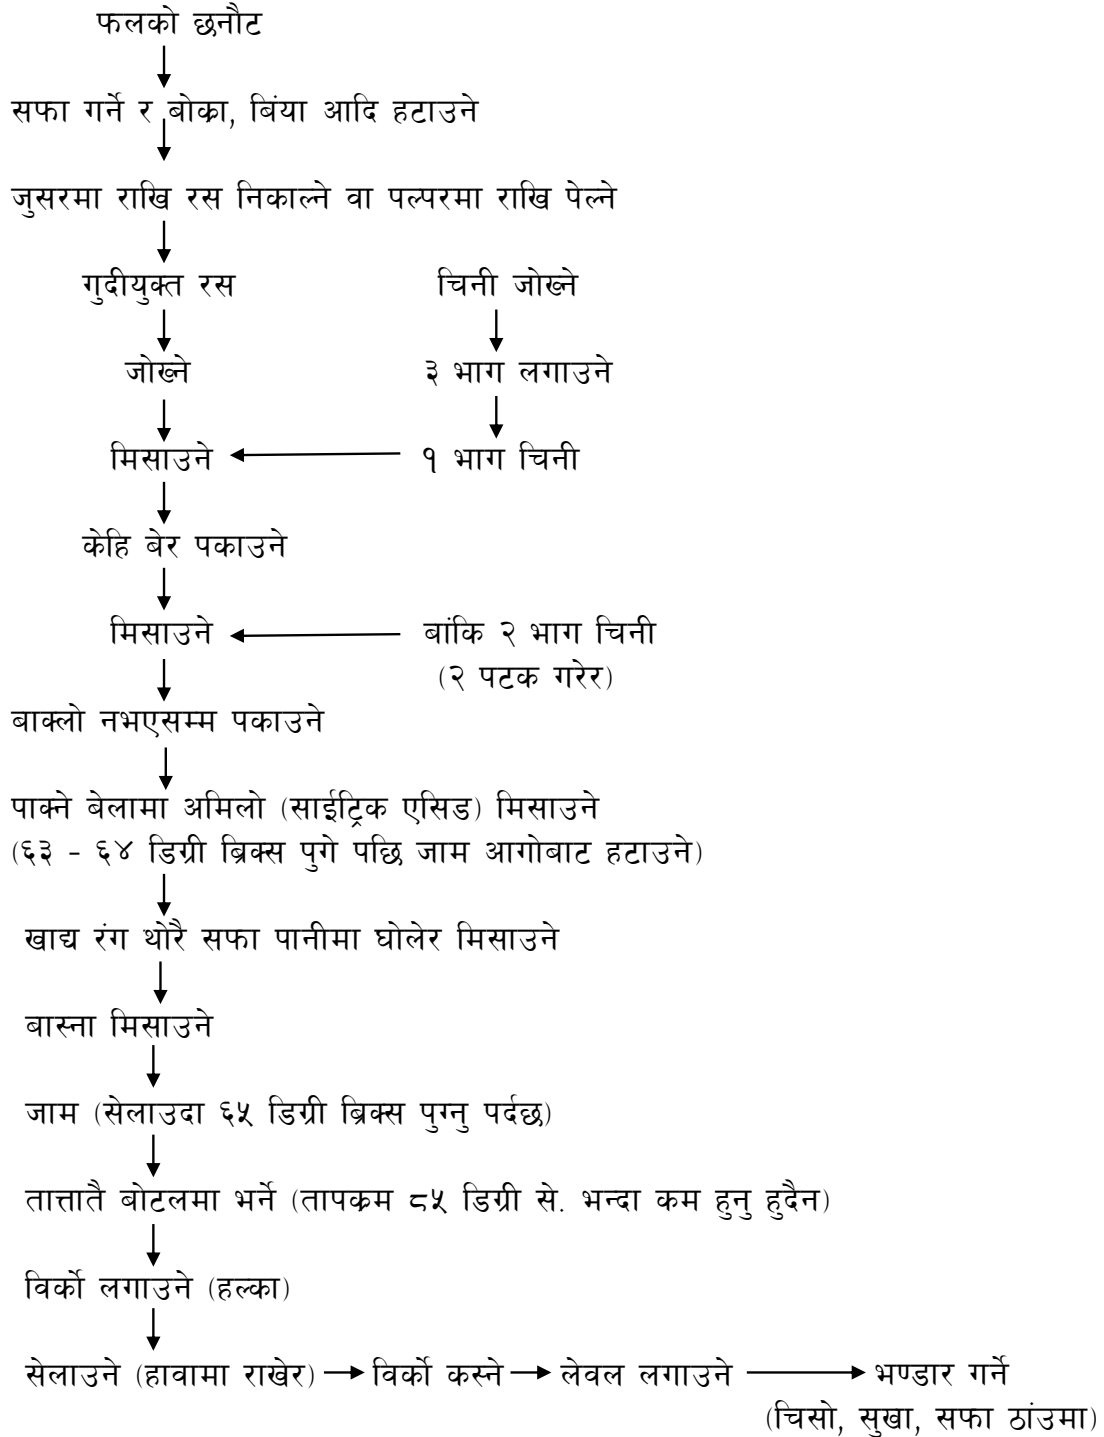 फलको छनौट
सफा गर्ने र बोक्रा, बिंया आदि हटाउने
जुसरमा राखि रस निकाल्ने वा पल्परमा राखि पेल्ने
गुदीयुक्त रस
चिनी जोख्ने
जोख्ने
३ भाग लगाउने
मिसाउने
१ भाग चिनी
केहि बेर पकाउने
मिसाउने
बांकि २ भाग चिनी
(२ पटक गरेर)
बाक्लो नभएसम्म पकाउने
पाक्ने बेलामा अमिलो (साईट्रिक एसिड) मिसाउने
(६३ - ६४ डिग्री ब्रिक्स पुगे पछि जाम आगोबाट हटाउने)
खाद्य रंग थोरै सफा पानीमा घोलेर मिसाउने
बास्ना मिसाउने
जाम (सेलाउदा ६५ डिग्री ब्रिक्स पुग्नु पर्दछ)
तात्तातै बोटलमा भर्ने (तापक्रम ८५ डिग्री से. भन्दा कम हुनु हुदैन)
विर्को लगाउने (हल्का)
सेलाउने (हावामा राखेर) विर्को कस्ने लेवल लगाउने भण्डार गर्ने
(चिसो, सुखा, सफा ठांउमा)